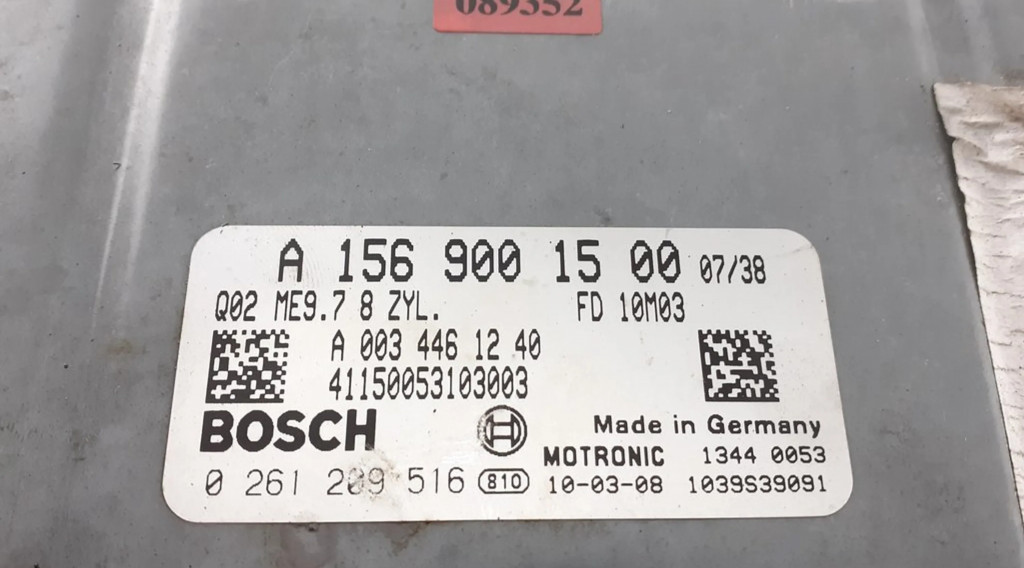 089352
A 156 900 15 00 07/38
Q02 ME9.7 8 ZYL. FD 10M03
A 003 446 12 40
41150053103003
BOSCH Made in Germany
MOTRONIC 1344 0053
0 261 209 516 810 10-03-08 1039S39091